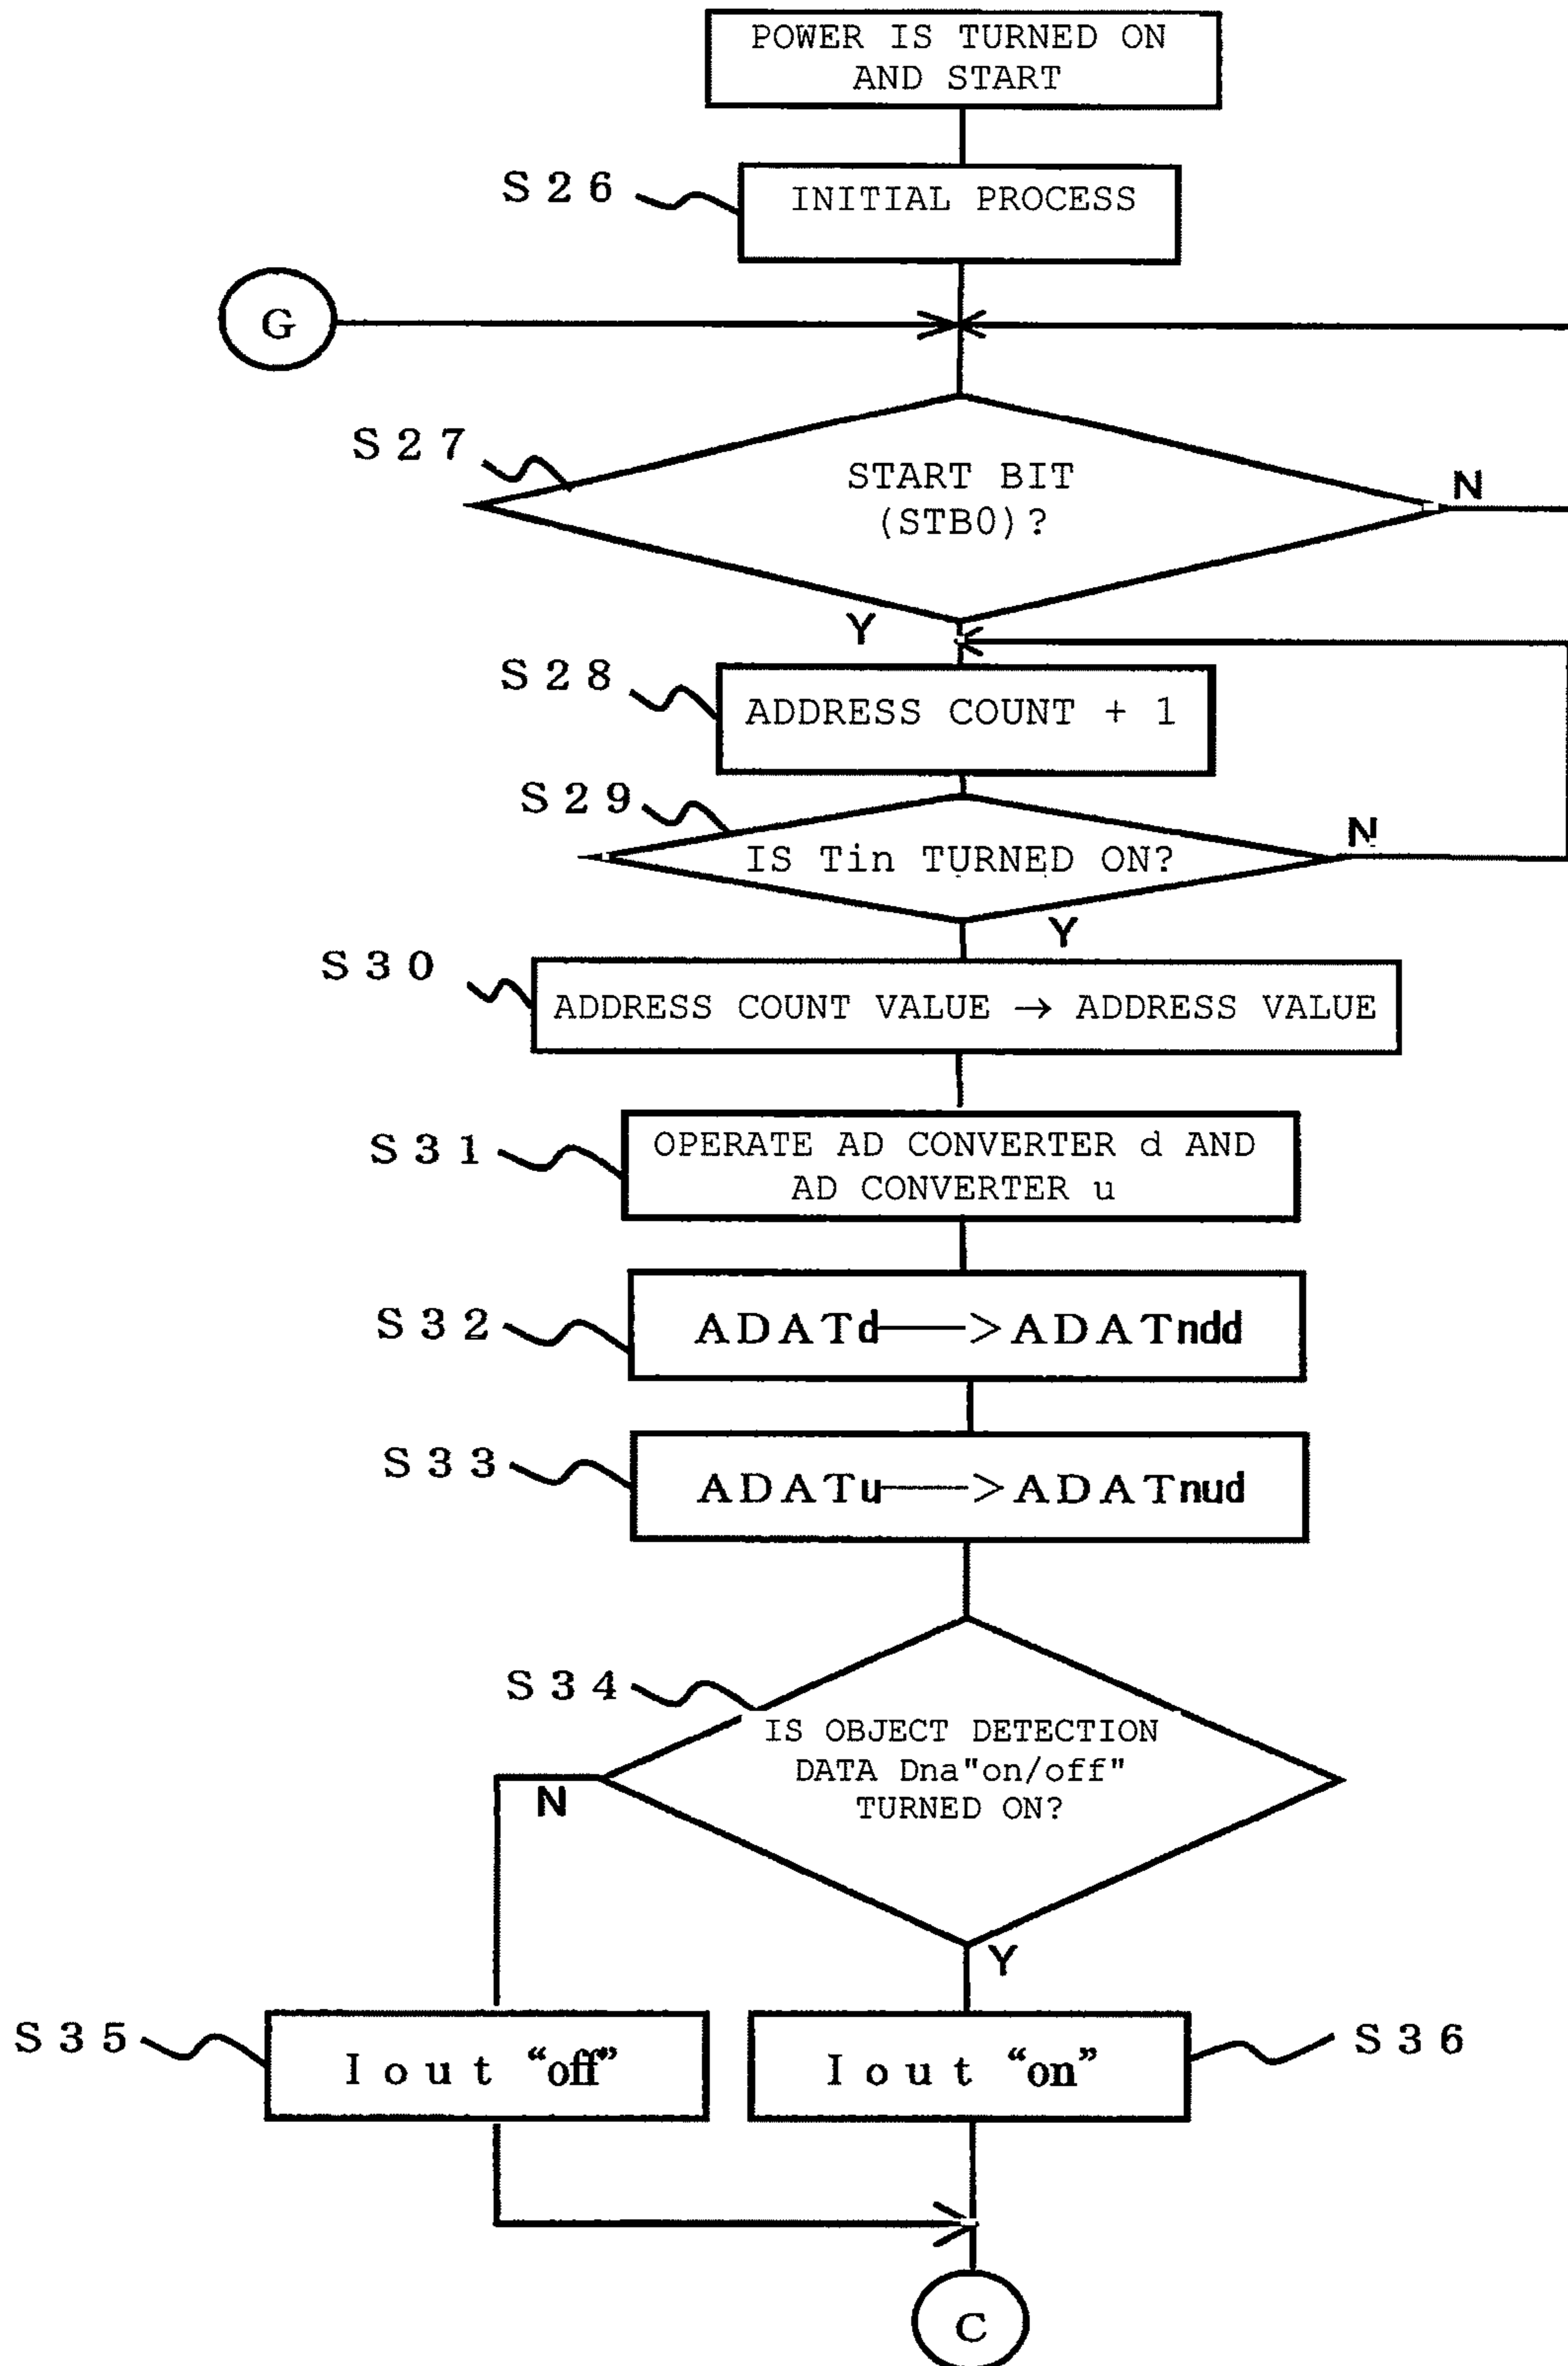 POWER IS TURNED ON
AND START
S26
INITIAL PROCESS
G
S27
START BIT
(STB0)?
N
Y
S28
ADDRESS COUNT + 1
S29
IS Tin TURNED ON?
N
Y
S30
ADDRESS COUNT VALUE → ADDRESS VALUE
S31
OPERATE AD CONVERTER d AND
AD CONVERTER u
S32
ADATd—>ADATndd
S33
ADATu—>ADATnud
S34
IS OBJECT DETECTION
DATA Dna"on/off"
TURNED ON?
N
Y
S35
Iout “off”
Iout “on”
S36
C